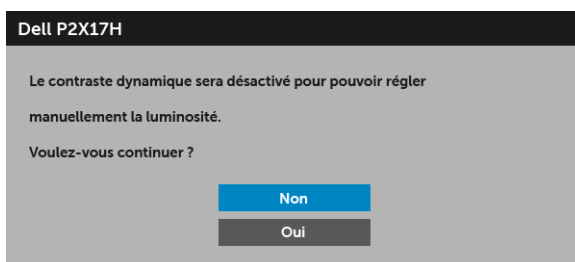 Dell P2X17H
Le contraste dynamique sera désactivé pour pouvoir régler
manuellement la luminosité.
Voulez-vous continuer ?
Non
Oui